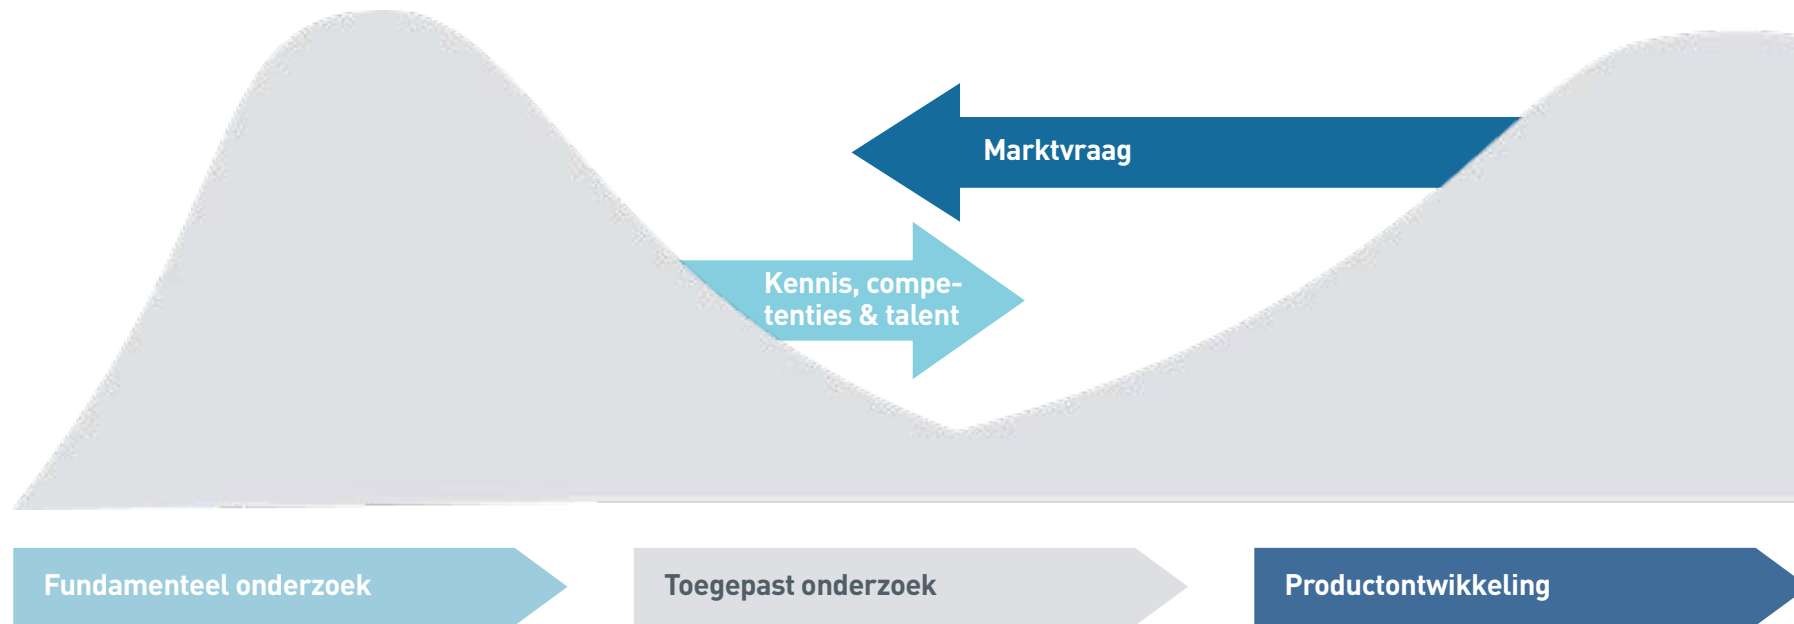 Marktvraag
Kennis, compe-
tenties & talent
Fundamenteel onderzoek
Toegepast onderzoek
Productontwikkeling